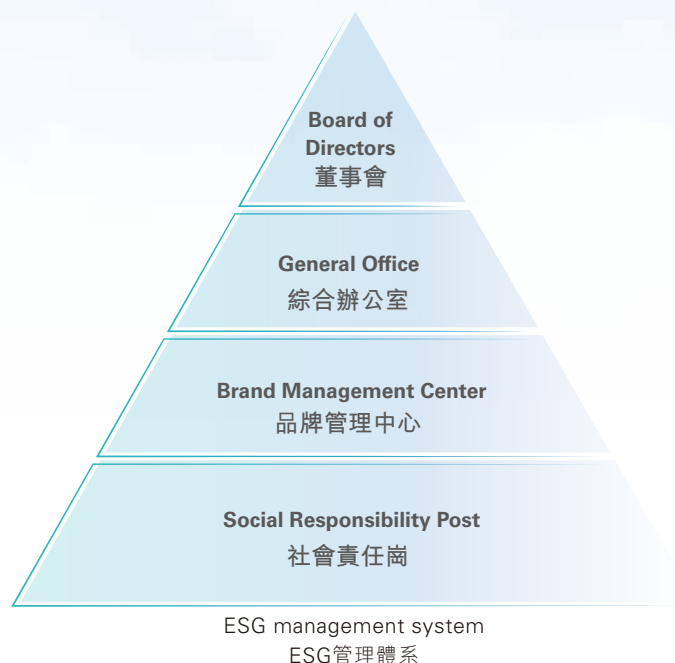 Board of
Directors
董事會
General Office
綜合辦公室
Brand Management Center
品牌管理中心
Social Responsibility Post
社會責任崗
ESG management system
ESG管理體系